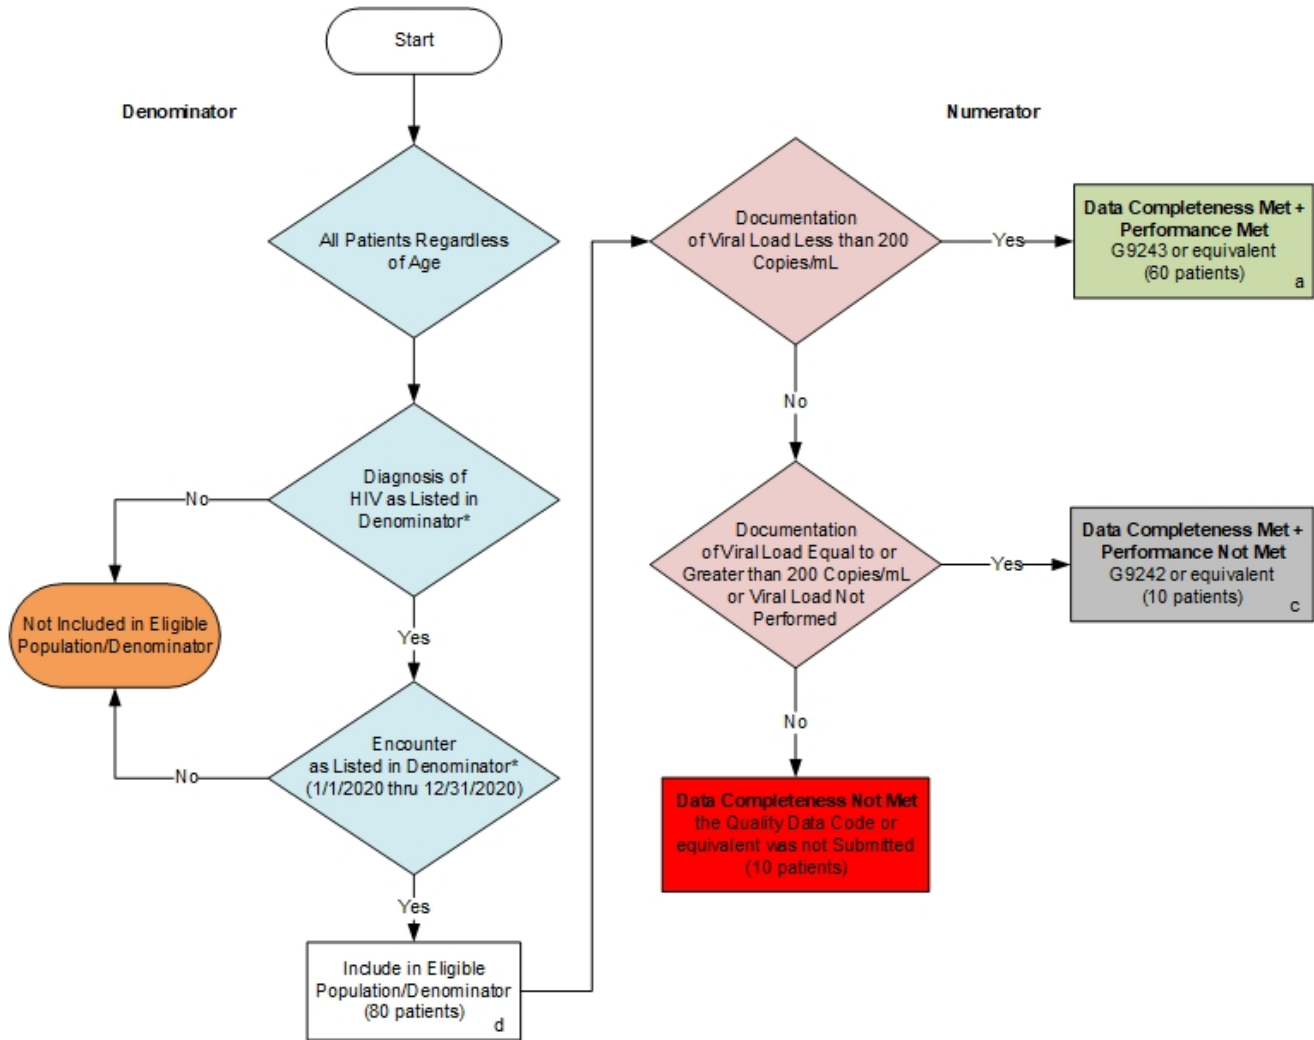 Start
Denominator
All Patients Regardless
of Age
Diagnosis of
HIV as Listed in
Denominator*
No
Not Included in Eligible
Population/Denominator
Yes
Encounter
as Listed in Denominator*
(1/1/2020 thru 12/31/2020)
No
Yes
Include in Eligible
Population/Denominator
(80 patients)
d
Numerator
Documentation
of Viral Load Less than 200
Copies/mL
Yes
Data Completeness Met +
Performance Met
G9243 or equivalent
(60 patients)
a
No
Documentation
of Viral Load Equal to or
Greater than 200 Copies/mL
or Viral Load Not
Performed
Yes
Data Completeness Met +
Performance Not Met
G9242 or equivalent
(10 patients)
c
No
Data Completeness Not Met
the Quality Data Code or
equivalent was not Submitted
(10 patients)